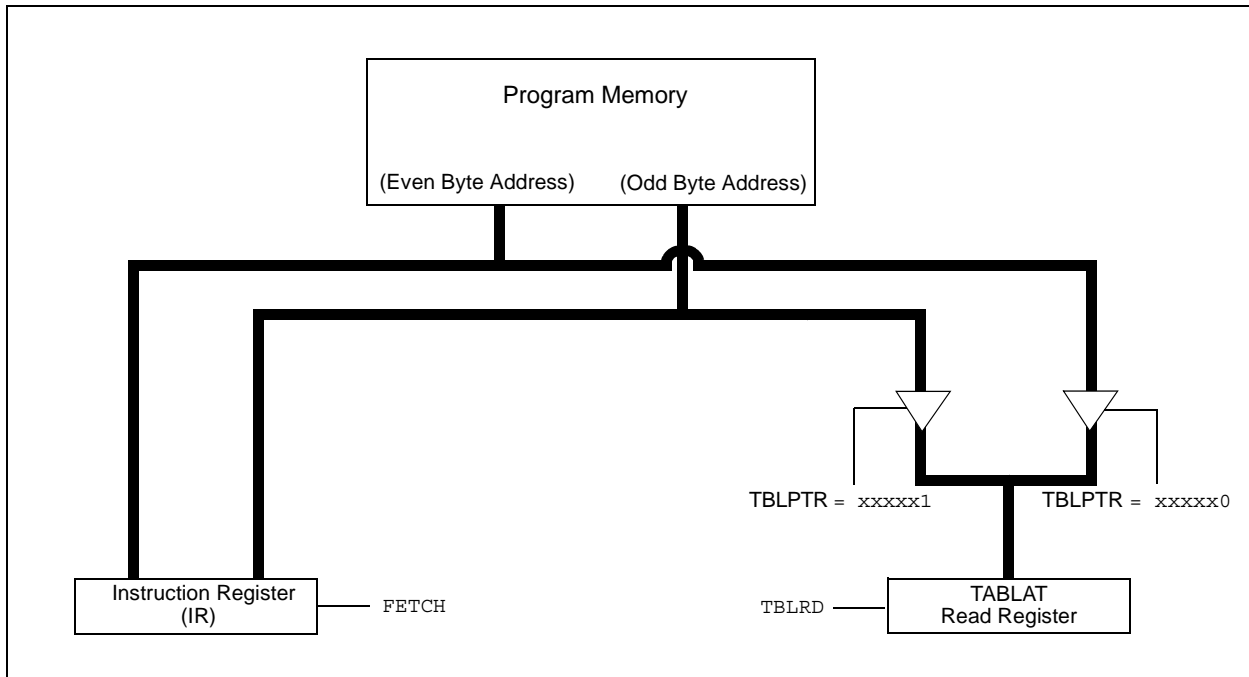 Program Memory
(Even Byte Address) (Odd Byte Address)
TBLPTR = xxxxx1
TBLPTR = xxxxx0
Instruction Register
(IR)
FETCH
TBLRD
TABLAT
Read Register